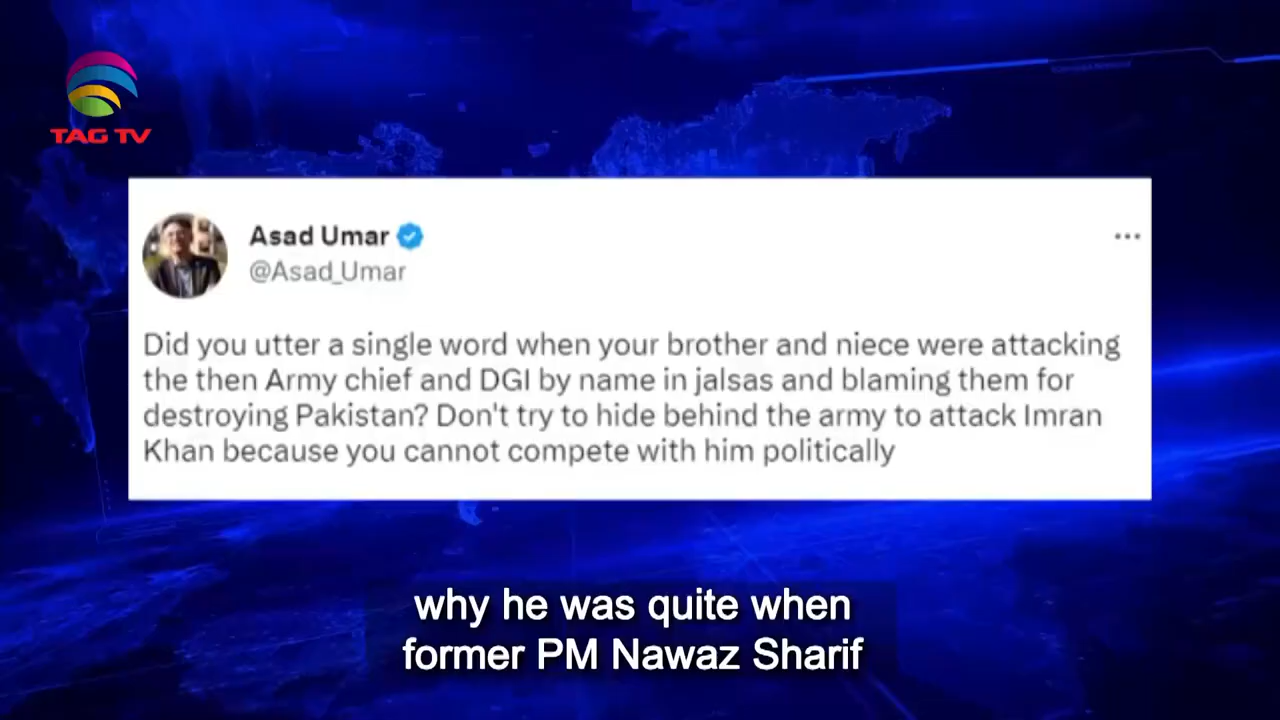 TAG TV
Asad Umar
@Asad_Umar
Did you utter a single word when your brother and niece were attacking
the then Army chief and DGI by name in jalsas and blaming them for
destroying Pakistan? Don't try to hide behind the army to attack Imran
Khan because you cannot compete with him politically
why he was quite when
former PM Nawaz Sharif